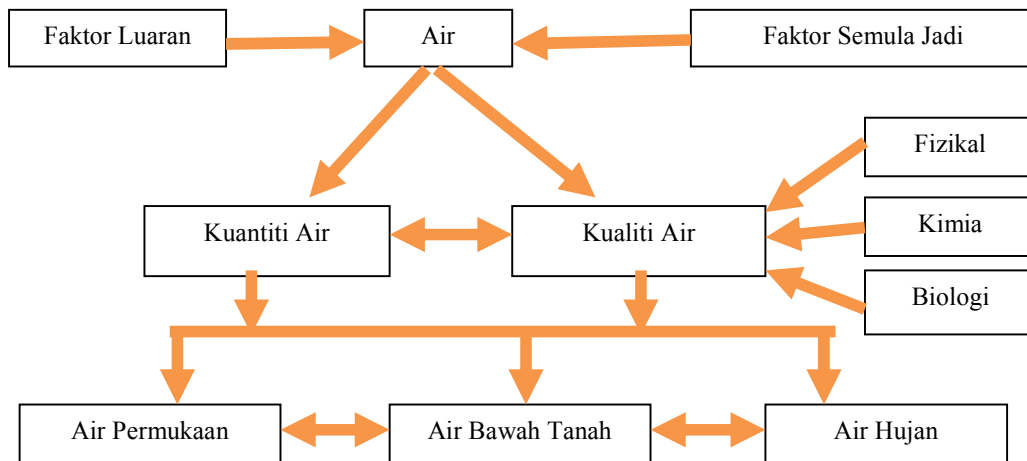 Faktor Luaran
Air
Faktor Semula Jadi
Fizikal
Kuantiti Air
Kualiti Air
Kimia
Biologi
Air Permukaan
Air Bawah Tanah
Air Hujan